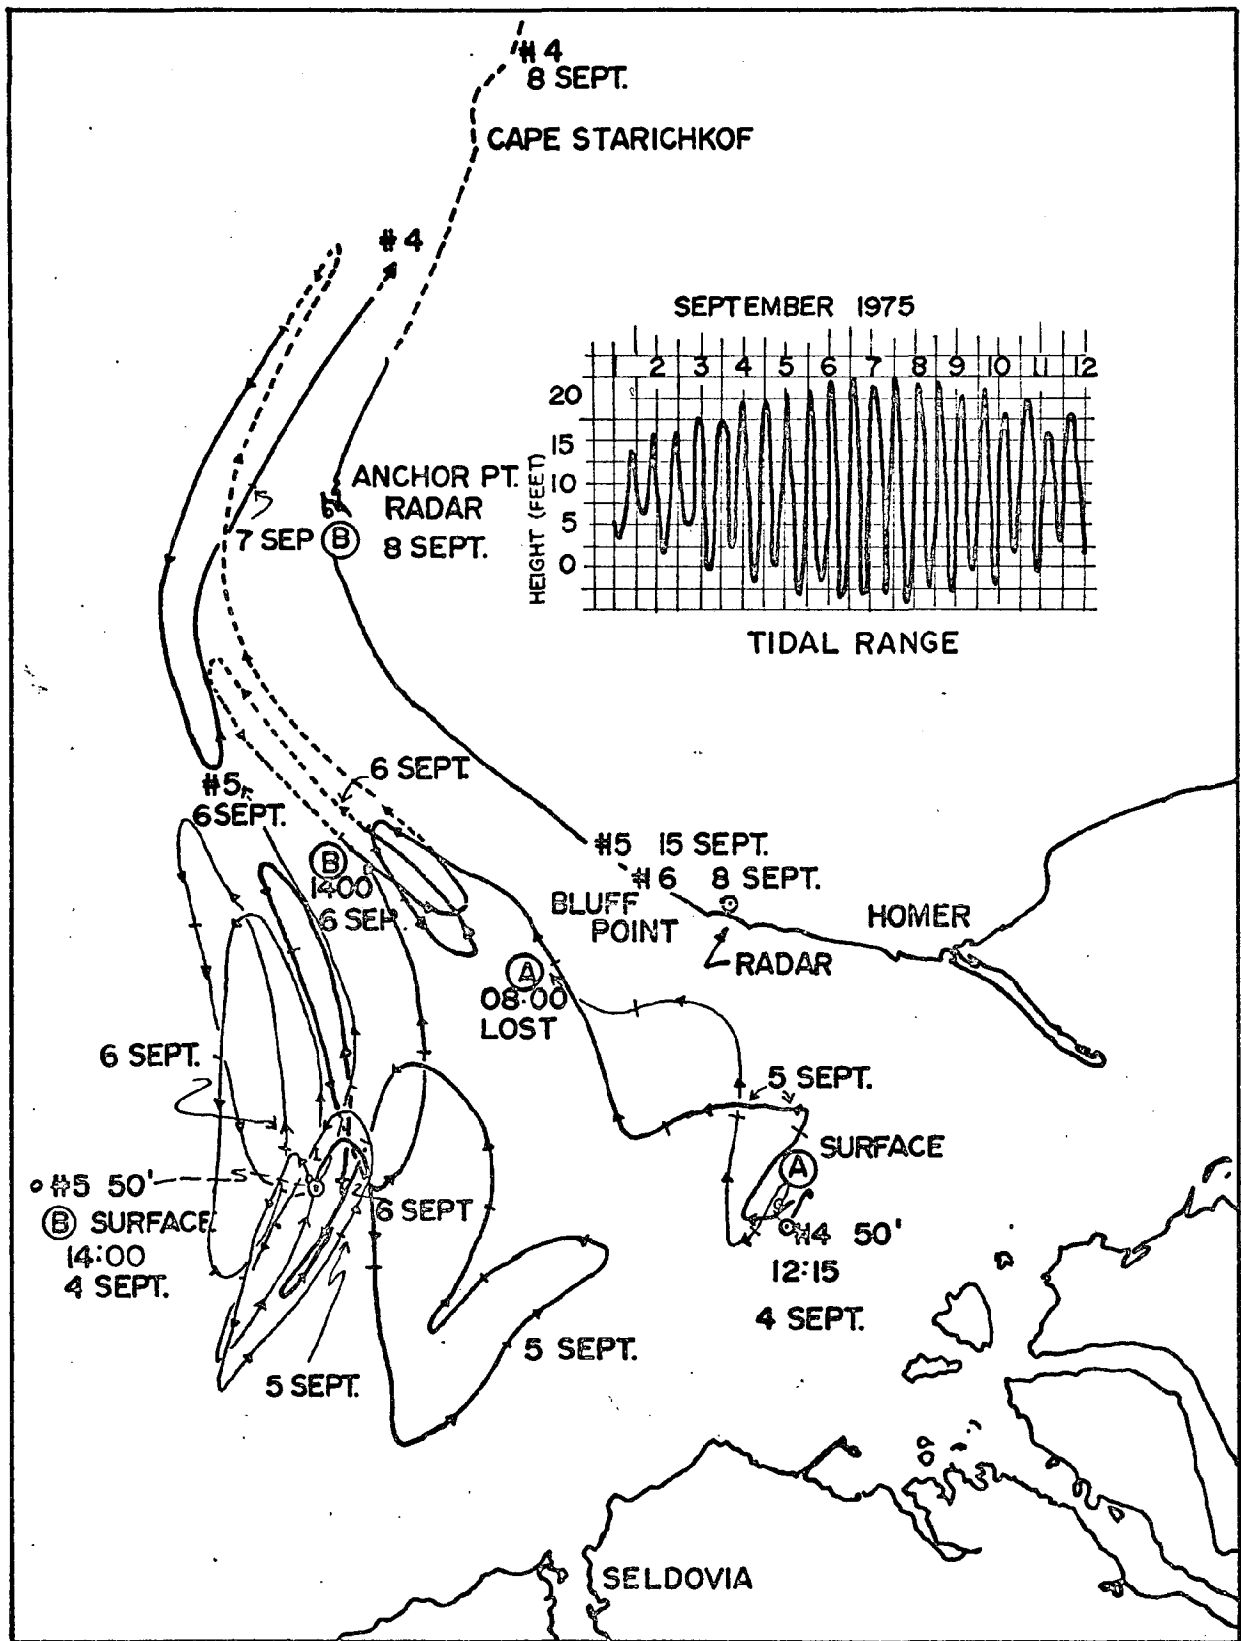 #4
8 SEPT.
CAPE STARICHKOF
#4
SEPTEMBER 1975
2 3 4 5 6 7 8 9 10 11 12
20
15
10
5
0
HEIGHT (FEET)
TIDAL RANGE
ANCHOR PT.
RADAR
8 SEPT.
7 SEP
B
6 SEPT.
#5
6 SEPT.
B
14:00
6 SEP.
#5 15 SEPT.
#6 8 SEPT.
BLUFF
POINT
HOMER
RADAR
A
08:00
LOST
6 SEPT.
5 SEPT.
SURFACE
A
#4 50'
12:15
4 SEPT.
#5 50'
B SURFACE
14:00
4 SEPT.
6 SEPT
5 SEPT.
5 SEPT.
SELDOVIA